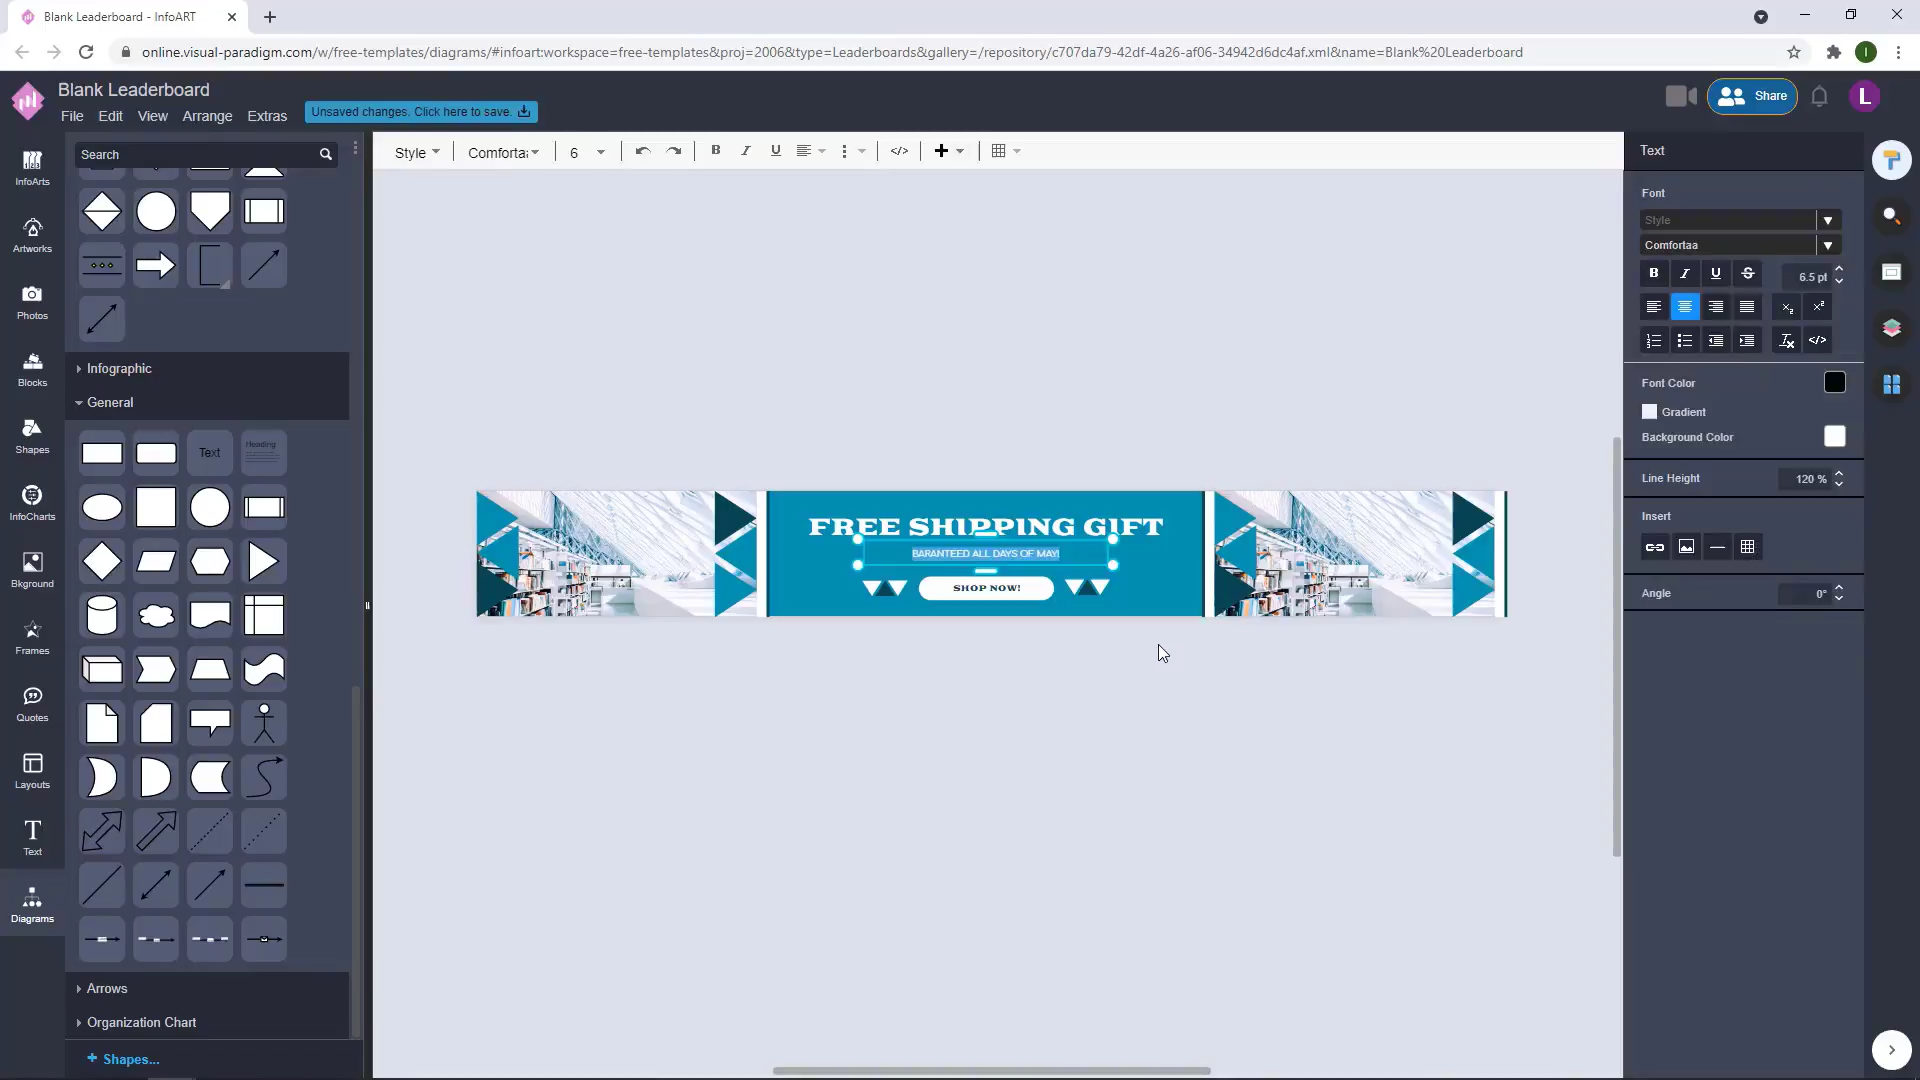 Blank Leaderboard - InfoART
online.visual-paradigm.com/w/free-templates/diagrams/#infoart:workspace=free-templates&proj=2006&type=Leaderboards&gallery=/repository/c707da79-42df-4a26-af06-34942d6dc4af.xml&name=Blank%20Leaderboard
I
Blank Leaderboard
File Edit View Arrange Extras
Unsaved changes. Click here to save.
Share
L
Search
Style Comforta 6
B I U
Text
InfoArts
Artworks
Photos
Blocks
Shapes
InfoCharts
Bkground
Frames
Quotes
Layouts
T
Text
Diagrams
Infographic
General
Text
Heading
Arrows
Organization Chart
+ Shapes...
FREE SHIPPING GIFT
BARANTEED ALL DAYS OF MAY!
SHOP NOW!
Font
Style
Comfortaa
B I U S 6.5 pt
Font Color
Gradient
Background Color
Line Height 120 %
Insert
Angle 0°